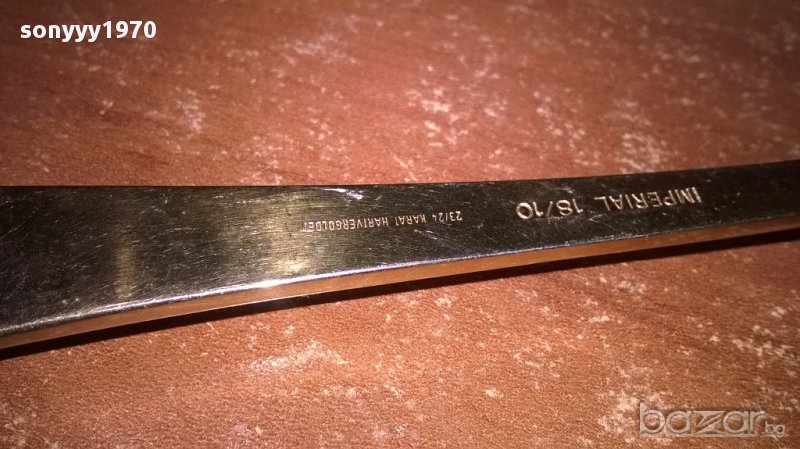 sonyyy1970
IMPERIAL 18/10
23/24 KARAT HARTVERGOLDET
bazar.bg